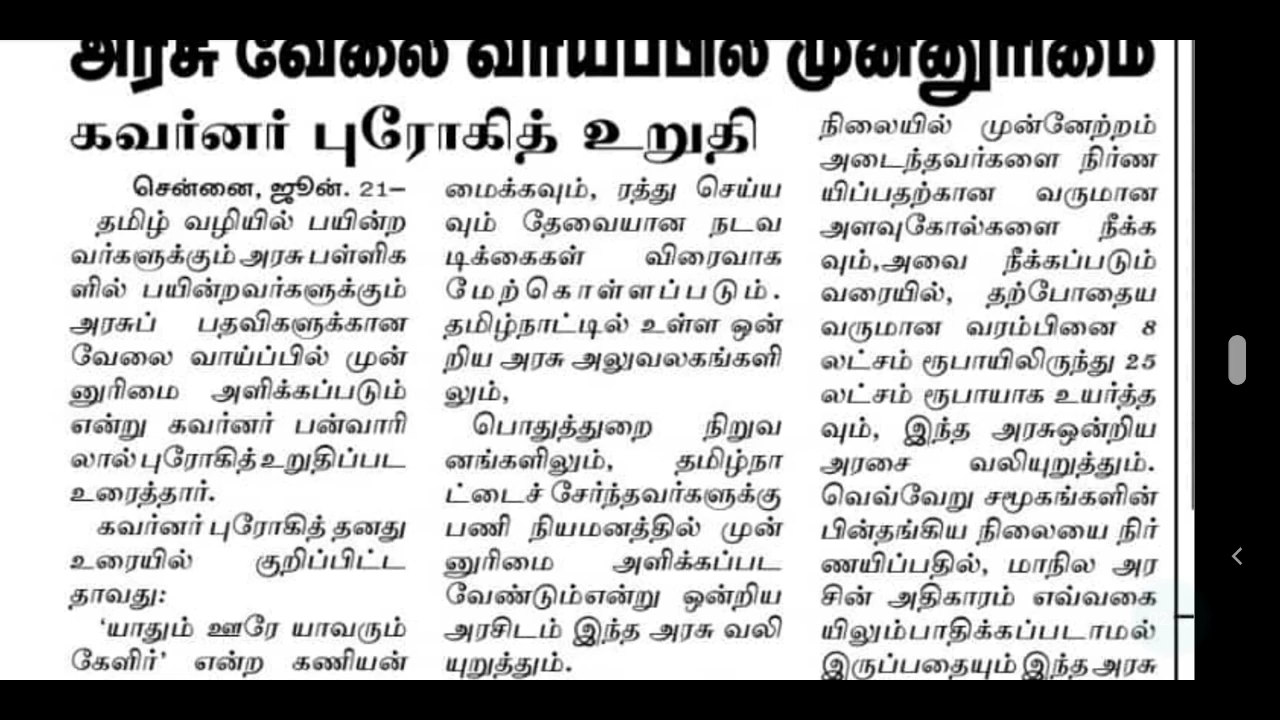 அரசு வேலை வாய்ப்பில் முன்னுரிமை
கவர்னர் புரோகித் உறுதி
சென்னை, ஜூன். 21–
தமிழ் வழியில் பயின்ற
வர்களுக்கும் அரசு பள்ளிக
ளில் பயின்றவர்களுக்கும்
அரசுப் பதவிகளுக்கான
வேலை வாய்ப்பில் முன்
னுரிமை அளிக்கப்படும்
என்று கவர்னர் பன்வாரி
லால் புரோகித் உறுதிப்பட
உரைத்தார்.
கவர்னர் புரோகித் தனது
உரையில் குறிப்பிட்ட
தாவது:
‘யாதும் ஊரே யாவரும்
கேளிர்’ என்ற கணியன்
மைக்கவும், ரத்து செய்ய
வும் தேவையான நடவ
டிக்கைகள் விரைவாக
மேற்கொள்ளப்படும்.
தமிழ்நாட்டில் உள்ள ஒன்
றிய அரசு அலுவலகங்களி
லும்,
பொதுத்துறை நிறுவ
னங்களிலும், தமிழ்நா
ட்டைச் சேர்ந்தவர்களுக்கு
பணி நியமனத்தில் முன்
னுரிமை அளிக்கப்பட
வேண்டும்என்று ஒன்றிய
அரசிடம் இந்த அரசு வலி
யுறுத்தும்.
நிலையில் முன்னேற்றம்
அடைந்தவர்களை நிர்ண
யிப்பதற்கான வருமான
அளவுகோல்களை நீக்க
வும்,அவை நீக்கப்படும்
வரையில், தற்போதைய
வருமான வரம்பினை 8
லட்சம் ரூபாயிலிருந்து 25
லட்சம் ரூபாயாக உயர்த்த
வும், இந்த அரசுஒன்றிய
அரசை வலியுறுத்தும்.
வெவ்வேறு சமூகங்களின்
பின்தங்கிய நிலையை நிர்
ணயிப்பதில், மாநில அர
சின் அதிகாரம் எவ்வகை
யிலும்பாதிக்கப்படாமல்
இருப்பதையும் இந்த அரசு